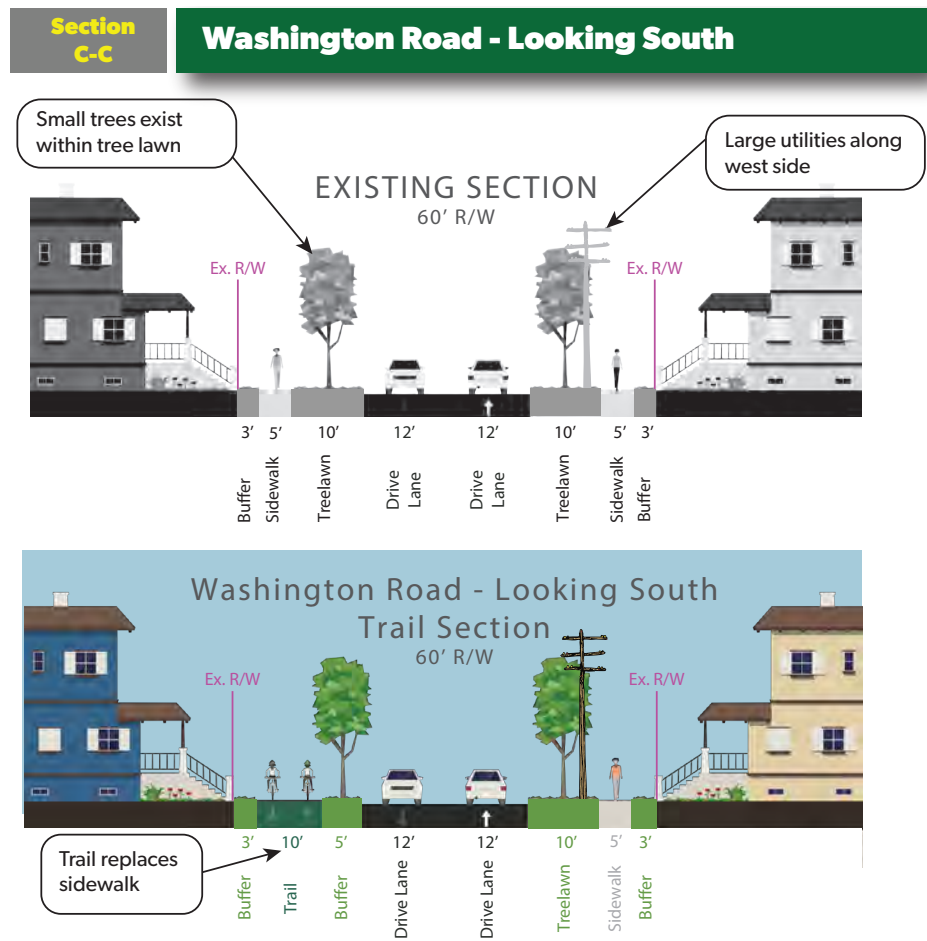 Section
C-C
Washington Road - Looking South
Small trees exist
within tree lawn
Large utilities along
west side
EXISTING SECTION
60’ R/W
Ex. R/W
Ex. R/W
3’ 5’ 10’ 12’ 12’ 10’ 5’ 3’
Buffer
Sidewalk
Treelawn
Drive
Lane
Drive
Lane
Treelawn
Sidewalk
Buffer
Washington Road - Looking South
Trail Section
60’ R/W
Ex. R/W
Ex. R/W
3’ 10’ 5’ 12’ 12’ 10’ 5’ 3’
Buffer
Trail
Buffer
Drive Lane
Drive Lane
Treelawn
Sidewalk
Buffer
Trail replaces
sidewalk